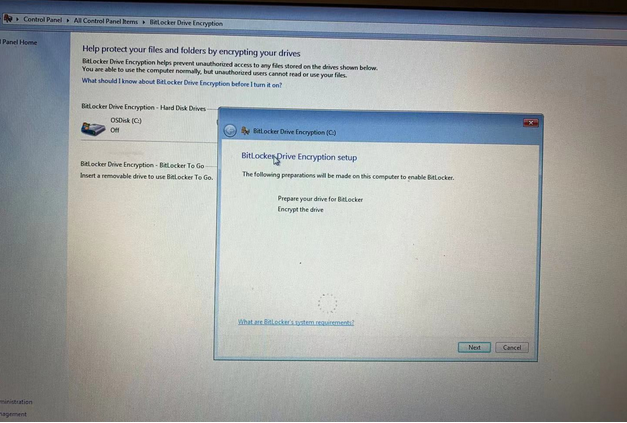 Control Panel All Control Panel Items BitLocker Drive Encryption
Panel Home
Help protect your files and folders by encrypting your drives
BitLocker Drive Encryption helps prevent unauthorized access to any files stored on the drives shown below.
You are able to use the computer normally, but unauthorized users cannot read or use your files.
What should I know about BitLocker Drive Encryption before I turn it on?
BitLocker Drive Encryption - Hard Disk Drives
OSDisk (C:)
Off
BitLocker Drive Encryption - BitLocker To Go
Insert a removable drive to use BitLocker To Go.
BitLocker Drive Encryption (C:)
BitLocker Drive Encryption setup
The following preparations will be made on this computer to enable BitLocker.
Prepare your drive for BitLocker
Encrypt the drive
What are BitLocker's system requirements?
Next Cancel
ministration
nagement